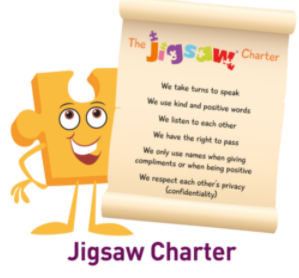 The Jigsaw Charter
We take turns to speak
We use kind and positive words
We listen to each other
We have the right to pass
We only use names when giving
compliments or when being positive
We respect each other's privacy
(confidentiality)
Jigsaw Charter